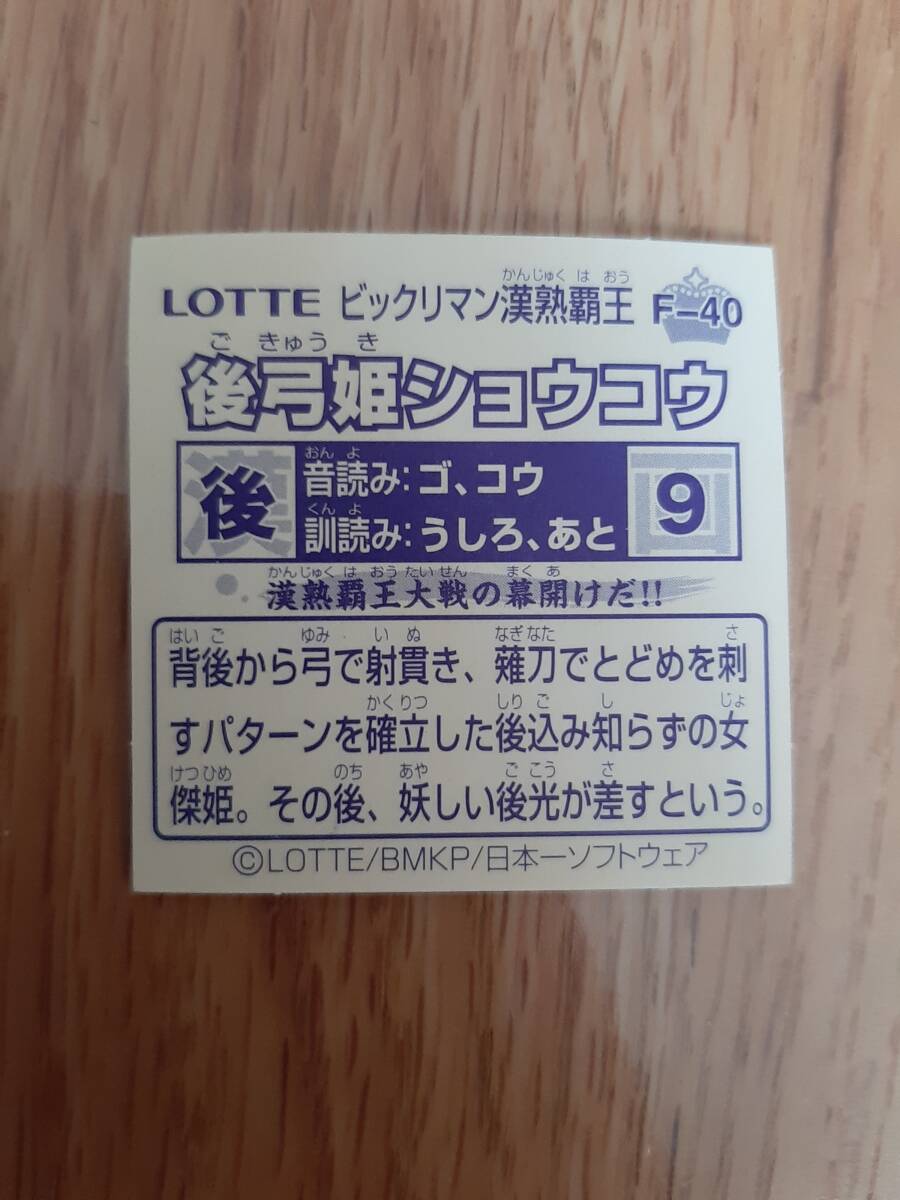 かんじゅく は おう
LOTTE ビックリマン漢熟覇王 F-40
ご きゅう き
後弓姫ショウコウ
おん よ
後 音読み:ゴ、コウ 9
くん よ
訓読み:うしろ、あと
かんじゅく は おうたいせん まく あ
漢熟覇王大戦の幕開けだ!!
はい ご ゆみ い ぬ なぎなた さ
背後から弓で射貫き、薙刀でとどめを刺
かくりつ しり ご し じょ
すパターンを確立した後込み知らずの女
けつひめ のち あや ご こう さ
傑姫。その後、妖しい後光が差すという。
©LOTTE/BMKP/日本一ソフトウェア